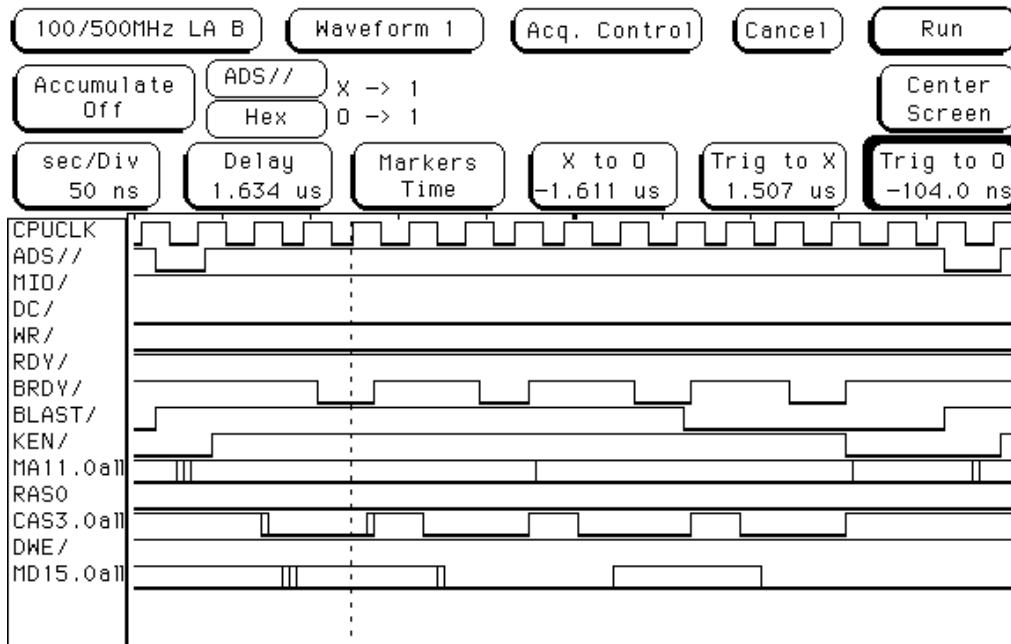 100/500MHz LA B Waveform 1 Acq. Control Cancel Run
Accumulate Off ADS// X -> 1 Center Screen
Hex O -> 1
sec/Div Delay Markers X to O Trig to X Trig to O
50 ns 1.634 us Time -1.611 us 1.507 us -104.0 ns
CPUCLK
ADS//
MIO/
DC/
WR/
RDY/
BRDY/
BLAST/
KEN/
MA11.0all
RAS0
CAS3.0all
DWE/
MD15.0all